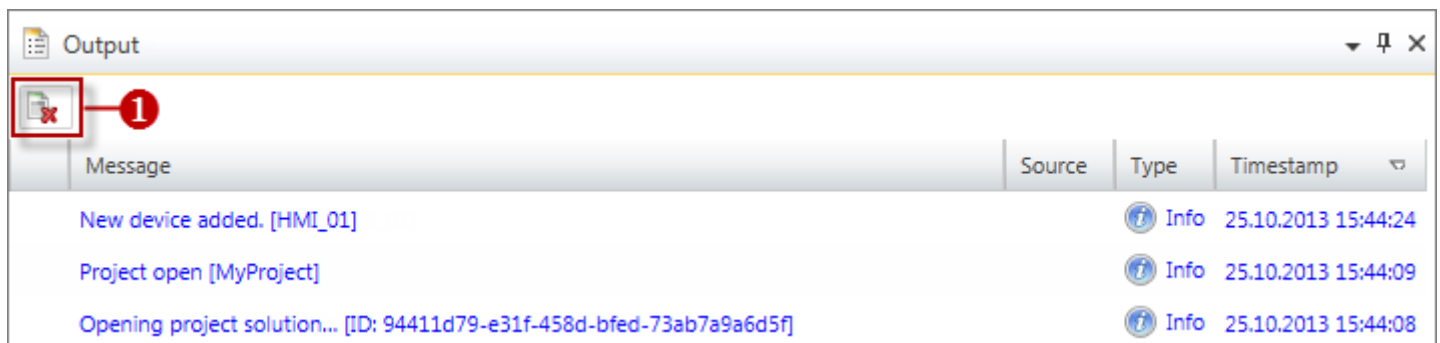 Output
1
Message Source Type Timestamp
New device added. [HMI_01] Info 25.10.2013 15:44:24
Project open [MyProject] Info 25.10.2013 15:44:09
Opening project solution... [ID: 94411d79-e31f-458d-bfed-73ab7a9a6d5f] Info 25.10.2013 15:44:08